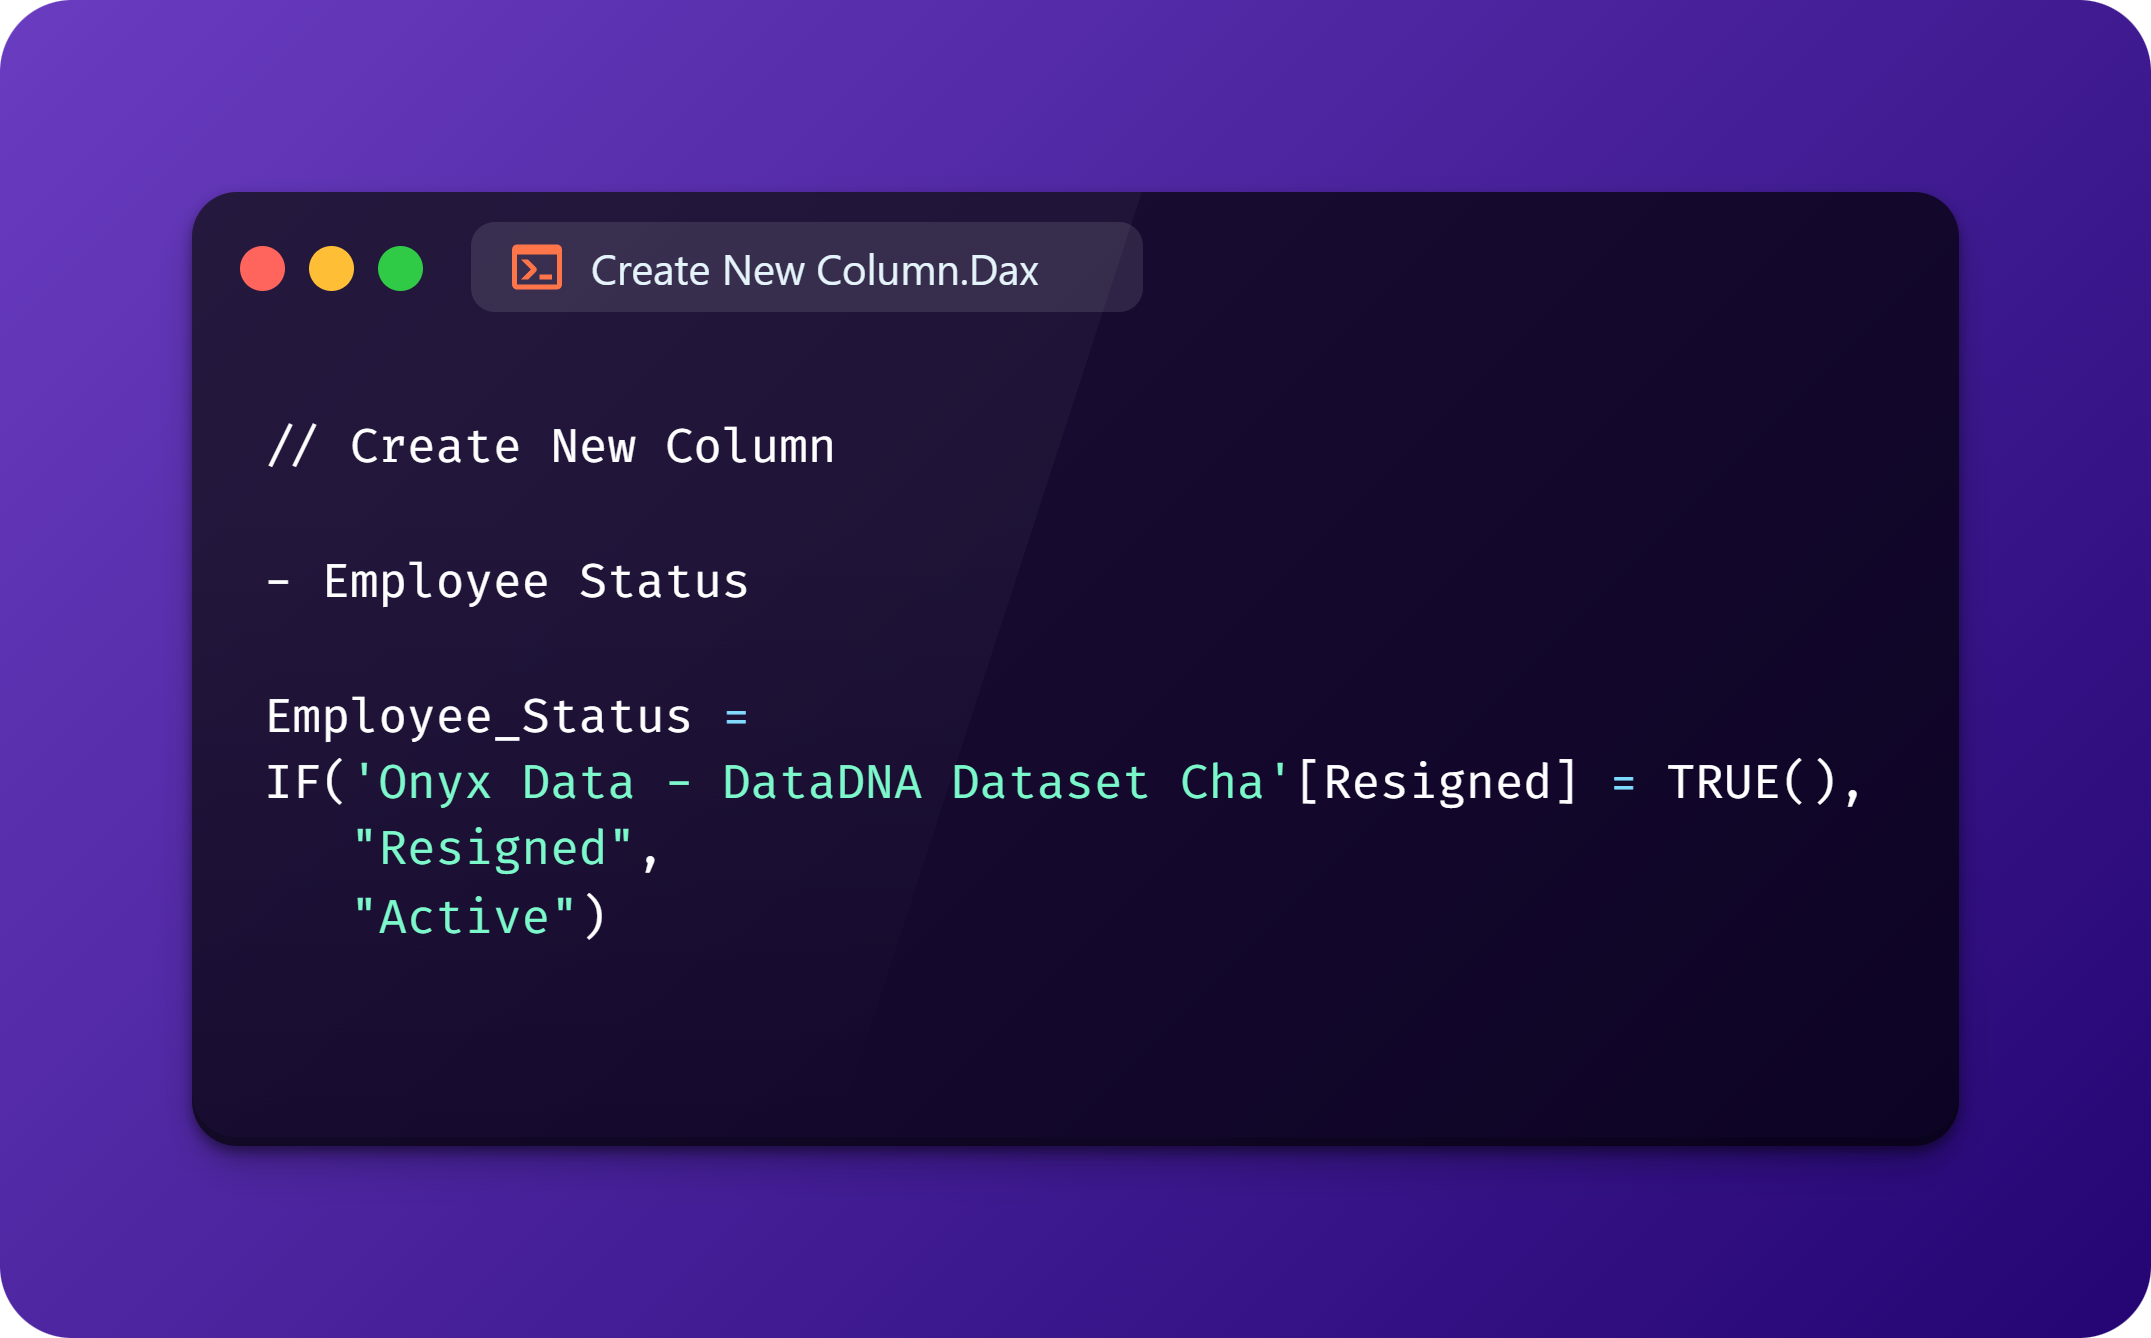 Create New Column.Dax
// Create New Column
- Employee Status
Employee_Status =
IF('Onyx Data - DataDNA Dataset Cha'[Resigned] = TRUE(),
"Resigned",
"Active")